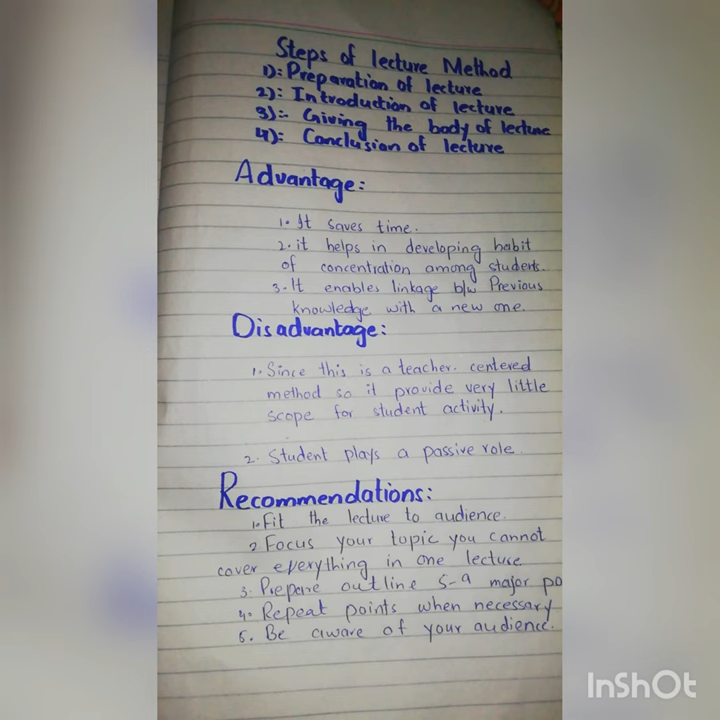 Steps of lecture Method
1):Preparation of lecture
2): Introduction of lecture
3):- Giving the body of lecture
4): Conclusion of lecture
Advantage:
1. It saves time.
2. it helps in developing habit
of concentration among students.
3. It enables linkage b/w Previous
knowledge with a new one.
Disadvantage:
1. Since this is a teacher. centered
method so it provide very little
scope for student activity.
2. Student plays a passive role.
Recommendations:
1. Fit the lecture to audience.
2 Focus your topic you cannot
cover everything in one lecture
3. Prepare outline 5-9 major po
4. Repeat points when necessary
5. Be aware of your audience.
InShOt